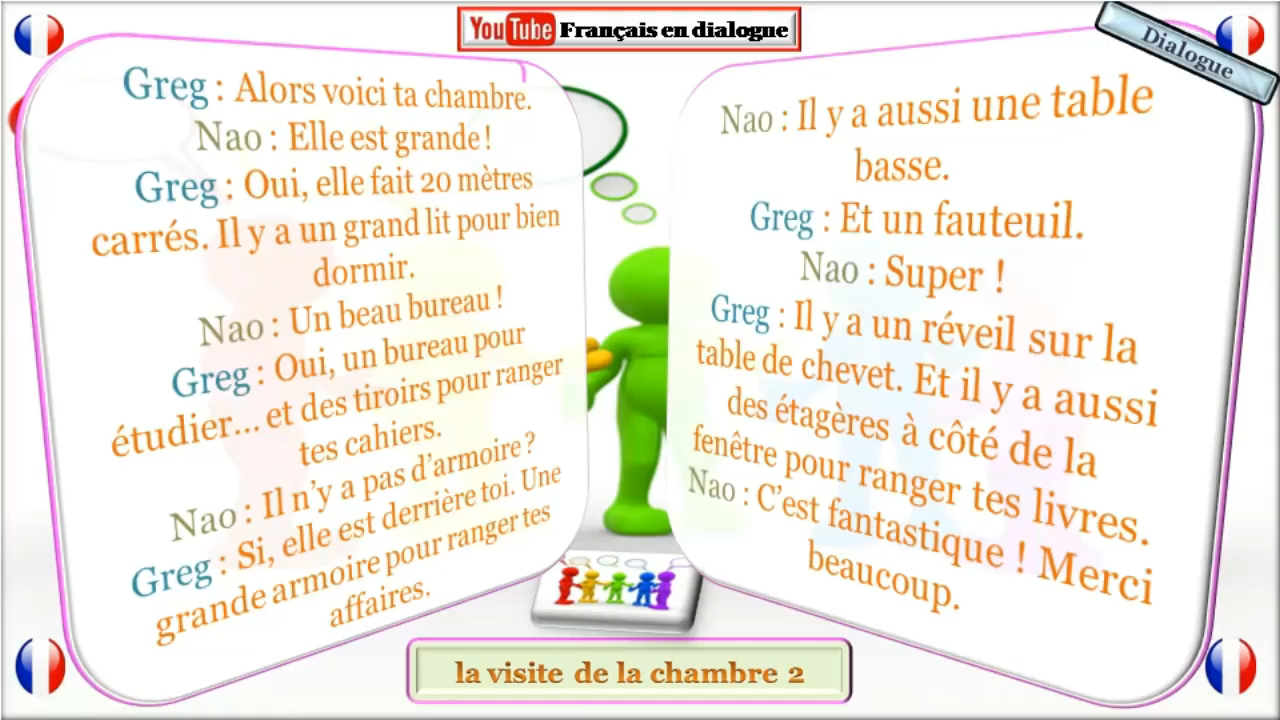 YouTube Français en dialogue
Dialogue
Greg : Alors voici ta chambre.
Nao : Elle est grande !
Greg : Oui, elle fait 20 mètres
carrés. Il y a un grand lit pour bien
dormir.
Nao : Un beau bureau !
Greg : Oui, un bureau pour
étudier... et des tiroirs pour ranger
tes cahiers.
Nao : Il n'y a pas d'armoire ?
Greg : Si, elle est derrière toi. Une
grande armoire pour ranger tes
affaires.
Nao : Il y a aussi une table
basse.
Greg : Et un fauteuil.
Nao : Super !
Greg : Il y a un réveil sur la
table de chevet. Et il y a aussi
des étagères à côté de la
fenêtre pour ranger tes livres.
Nao : C'est fantastique ! Merci
beaucoup.
la visite de la chambre 2